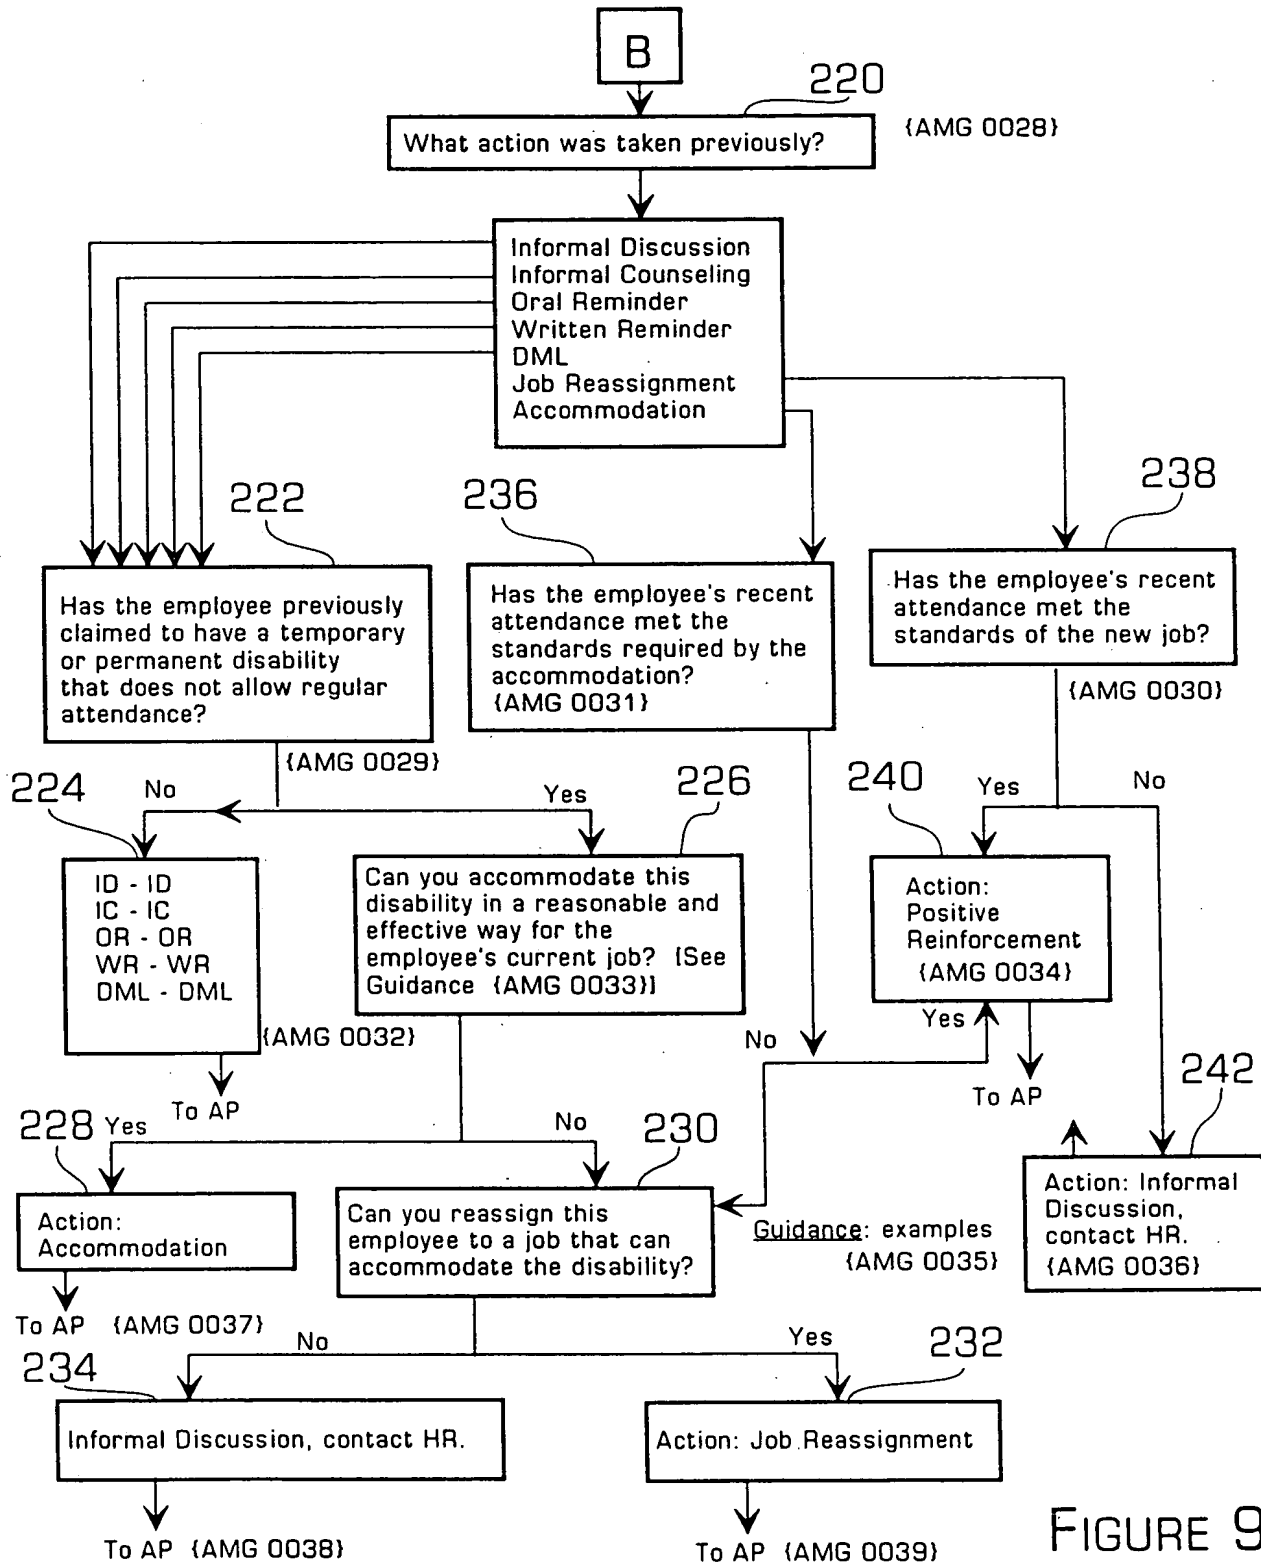 B
220
What action was taken previously?
{AMG 0028}
Informal Discussion
Informal Counseling
Oral Reminder
Written Reminder
DML
Job Reassignment
Accommodation
222
236
238
Has the employee previously
claimed to have a temporary
or permanent disability
that does not allow regular
attendance?
{AMG 0029}
Has the employee's recent
attendance met the
standards required by the
accommodation?
{AMG 0031}
Has the employee's recent
attendance met the
standards of the new job?
{AMG 0030}
224
No
Yes
226
240
Yes
No
ID - ID
IC - IC
OR - OR
WR - WR
DML - DML
{AMG 0032}
To AP
Can you accommodate this
disability in a reasonable and
effective way for the
employee's current job? [See
Guidance {AMG 0033}]
Action:
Positive
Reinforcement
{AMG 0034}
Yes
No
To AP
242
228
Yes
No
230
Action:
Accommodation
To AP {AMG 0037}
Can you reassign this
employee to a job that can
accommodate the disability?
Guidance: examples
{AMG 0035}
Action: Informal
Discussion,
contact HR.
{AMG 0036}
234
No
Yes
232
Informal Discussion, contact HR.
Action: Job Reassignment
To AP {AMG 0038}
To AP {AMG 0039}
FIGURE 9